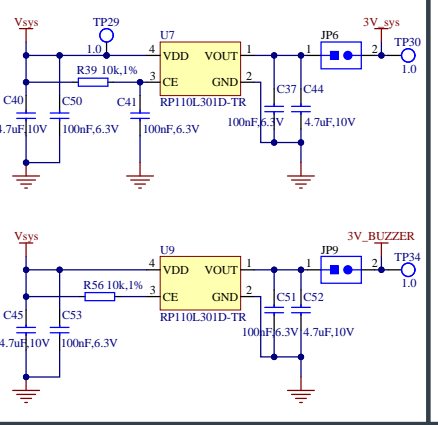 Vsys
TP29
1.0
U7
4 VDD VOUT 1
R39 10k,1%
3 CE GND 2
RP110L301D-TR
C40
C50
C41
4.7uF,10V
100nF,6.3V
100nF,6.3V
C37
C44
100nF,6.3V
4.7uF,10V
JP6
1
2
3V_sys
TP30
1.0
Vsys
U9
4 VDD VOUT 1
R56 10k,1%
3 CE GND 2
RP110L301D-TR
C45
C53
4.7uF,10V
100nF,6.3V
C51
C52
100nF,6.3V
4.7uF,10V
JP9
1
2
3V_BUZZER
TP34
1.0